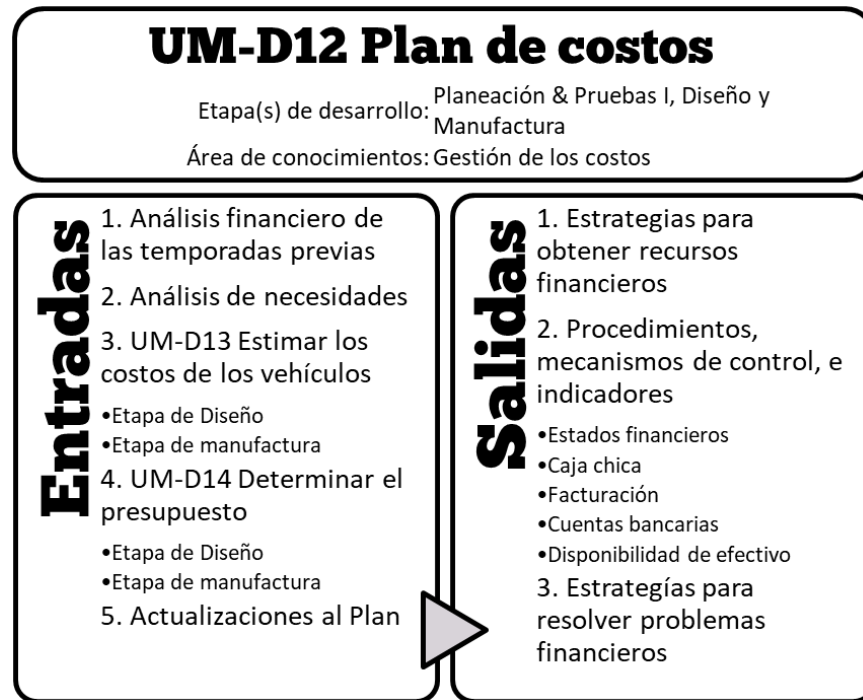 UM-D12 Plan de costos
Etapa(s) de desarrollo: Planeación & Pruebas I, Diseño y
Manufactura
Área de conocimientos: Gestión de los costos
Entradas
1. Análisis financiero de
las temporadas previas
2. Análisis de necesidades
3. UM-D13 Estimar los
costos de los vehículos
•Etapa de Diseño
•Etapa de manufactura
4. UM-D14 Determinar el
presupuesto
•Etapa de Diseño
•Etapa de manufactura
5. Actualizaciones al Plan
Salidas
1. Estrategias para
obtener recursos
financieros
2. Procedimientos,
mecanismos de control, e
indicadores
•Estados financieros
•Caja chica
•Facturación
•Cuentas bancarias
•Disponibilidad de efectivo
3. Estrategías para
resolver problemas
financieros